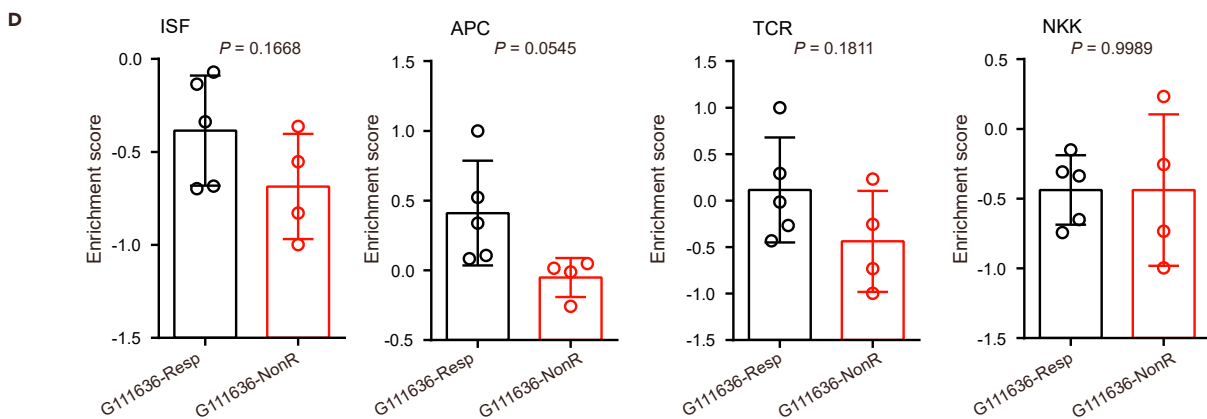 D
ISF
P = 0.1668
Enrichment score
0.0
-0.5
-1.0
-1.5
G111636-Resp
G111636-NonR
APC
P = 0.0545
Enrichment score
1.5
1.0
0.5
0.0
-0.5
G111636-Resp
G111636-NonR
TCR
P = 0.1811
Enrichment score
1.5
1.0
0.5
0.0
-0.5
-1.0
-1.5
G111636-Resp
G111636-NonR
NKK
P = 0.9989
Enrichment score
0.5
0.0
-0.5
-1.0
-1.5
G111636-Resp
G111636-NonR